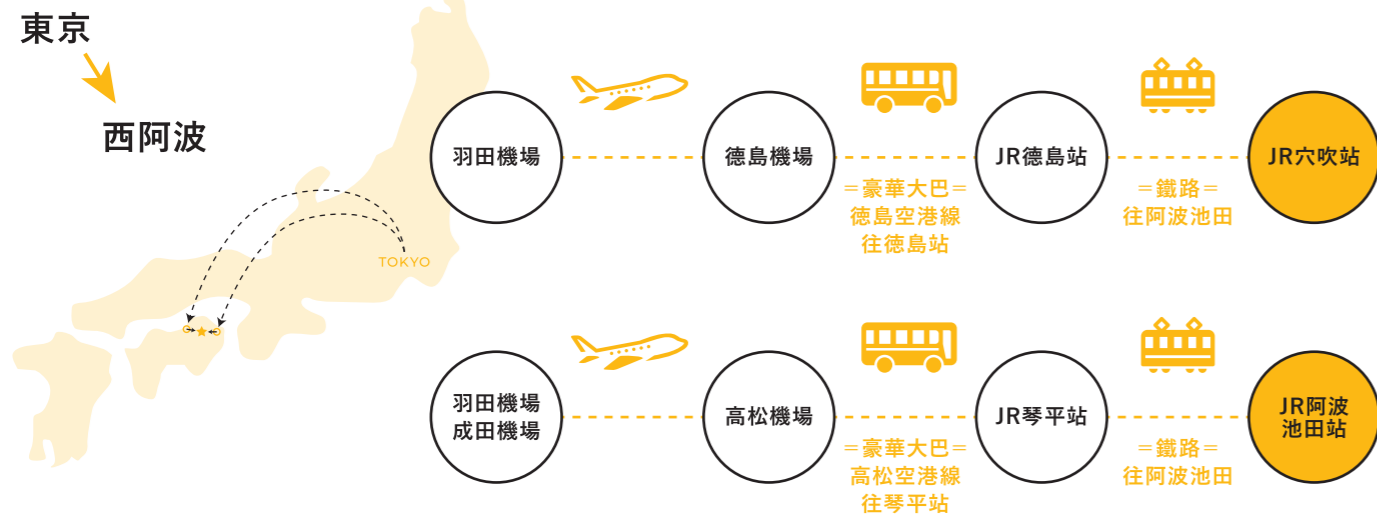 東京
西阿波
TOKYO
羽田機場
徳島機場
=豪華大巴=
徳島空港線
往徳島站
JR徳島站
=鐵路=
往阿波池田
JR穴吹站
羽田機場
成田機場
高松機場
=豪華大巴=
高松空港線
往琴平站
JR琴平站
=鐵路=
往阿波池田
JR阿波
池田站